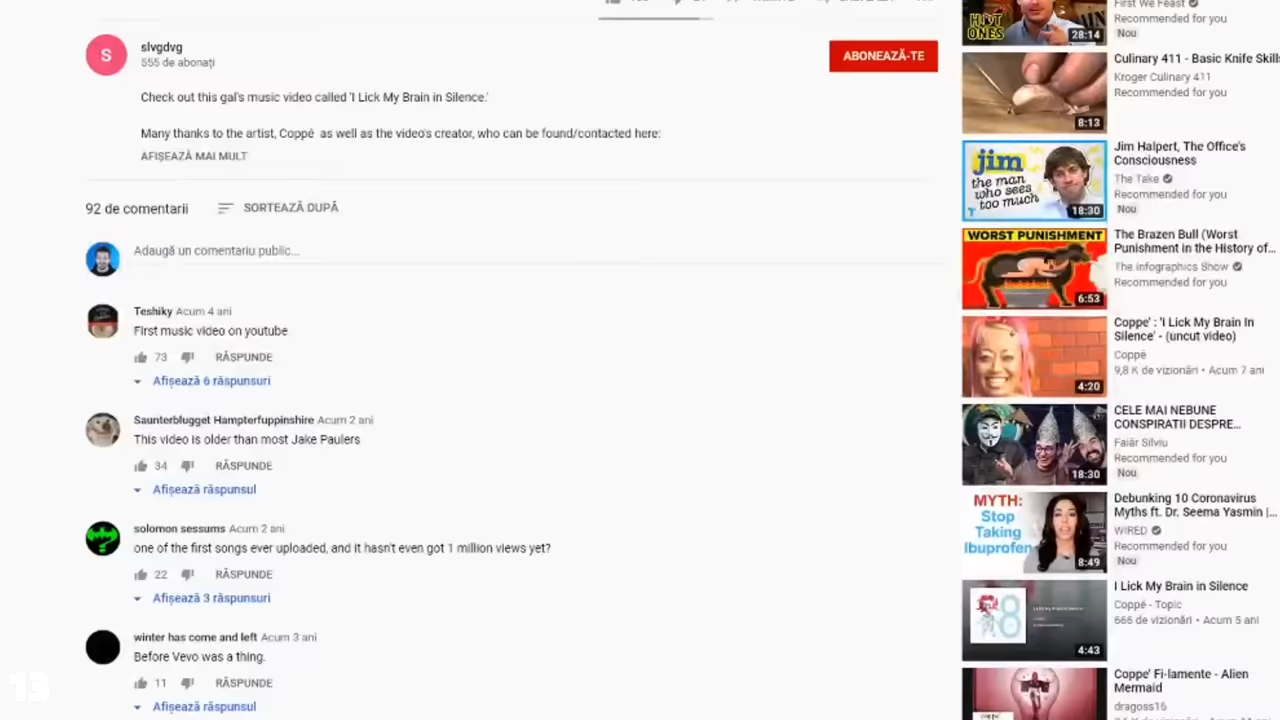 slvgdvg
555 de abonați
ABONEAZĂ-TE
Check out this gal's music video called 'I Lick My Brain in Silence.'
Many thanks to the artist, Coppé as well as the video's creator, who can be found/contacted here:
AFIȘEAZĂ MAI MULT
92 de comentarii
SORTEAZĂ DUPĂ
Adaugă un comentariu public...
Teshiky Acum 4 ani
First music video on youtube
73 RĂSPUNDE
Afișează 6 răspunsuri
Saunterblugget Hampterfuppinshire Acum 2 ani
This video is older than most Jake Paulers
34 RĂSPUNDE
Afișează răspunsul
solomon sessums Acum 2 ani
one of the first songs ever uploaded, and it hasn't even got 1 million views yet?
22 RĂSPUNDE
Afișează 3 răspunsuri
winter has come and left Acum 3 ani
Before Vevo was a thing.
11 RĂSPUNDE
Afișează răspunsul
13
HOT
ONES
28:14
First We Feast
Recommended for you
Nou
8:13
Culinary 411 - Basic Knife Skills
Kroger Culinary 411
Recommended for you
jim
the man
who sees
too much
18:30
Jim Halpert, The Office's
Consciousness
The Take
Recommended for you
Nou
WORST PUNISHMENT
6:53
The Brazen Bull (Worst
Punishment in the History of...
The Infographics Show
Recommended for you
4:20
Coppe' : 'I Lick My Brain In
Silence' - (uncut video)
Coppé
9,8 K de vizionări • Acum 7 ani
18:30
CELE MAI NEBUNE
CONSPIRATII DESPRE...
Faiăr Silviu
Recommended for you
Nou
MYTH:
Stop
Taking
Ibuprofen
8:49
Debunking 10 Coronavirus
Myths ft. Dr. Seema Yasmin |...
WIRED
Recommended for you
Nou
8
4:43
I Lick My Brain in Silence
Coppé - Topic
666 de vizionări • Acum 5 ani
Coppe' Fi-lamente - Alien
Mermaid
dragoss16